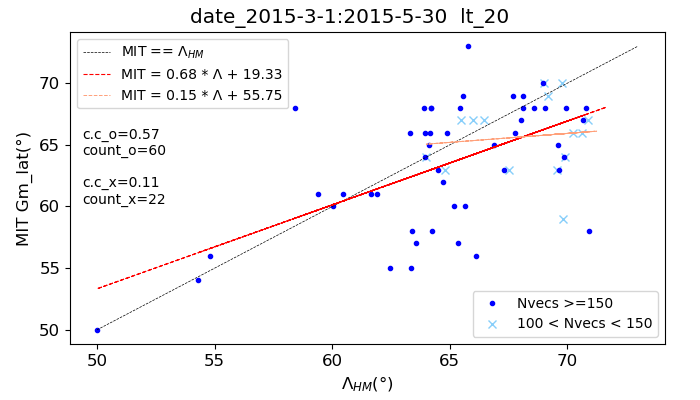 date_2015-3-1:2015-5-30 lt_20
MIT == Λ_HM
MIT = 0.68 * Λ + 19.33
MIT = 0.15 * Λ + 55.75
c.c_o=0.57
count_o=60
c.c_x=0.11
count_x=22
MIT Gm_lat(°)
70
65
60
55
50
Nvecs >=150
100 < Nvecs < 150
50
55
60
65
70
Λ_HM(°)